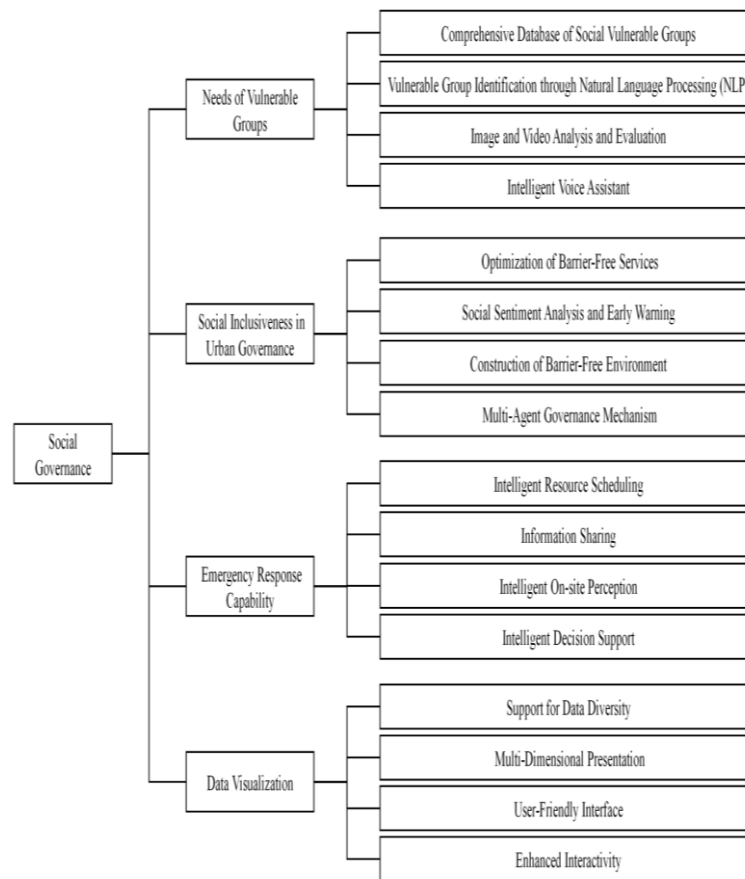 Social
Governance
Needs of Vulnerable
Groups
Comprehensive Database of Social Vulnerable Groups
Vulnerable Group Identification through Natural Language Processing (NLP
Image and Video Analysis and Evaluation
Intelligent Voice Assistant
Social Inclusiveness in
Urban Governance
Optimization of Barrier-Free Services
Social Sentiment Analysis and Early Warning
Construction of Barrier-Free Environment
Multi-Agent Governance Mechanism
Emergency Response
Capability
Intelligent Resource Scheduling
Information Sharing
Intelligent On-site Perception
Intelligent Decision Support
Data Visualization
Support for Data Diversity
Multi-Dimensional Presentation
User-Friendly Interface
Enhanced Interactivity